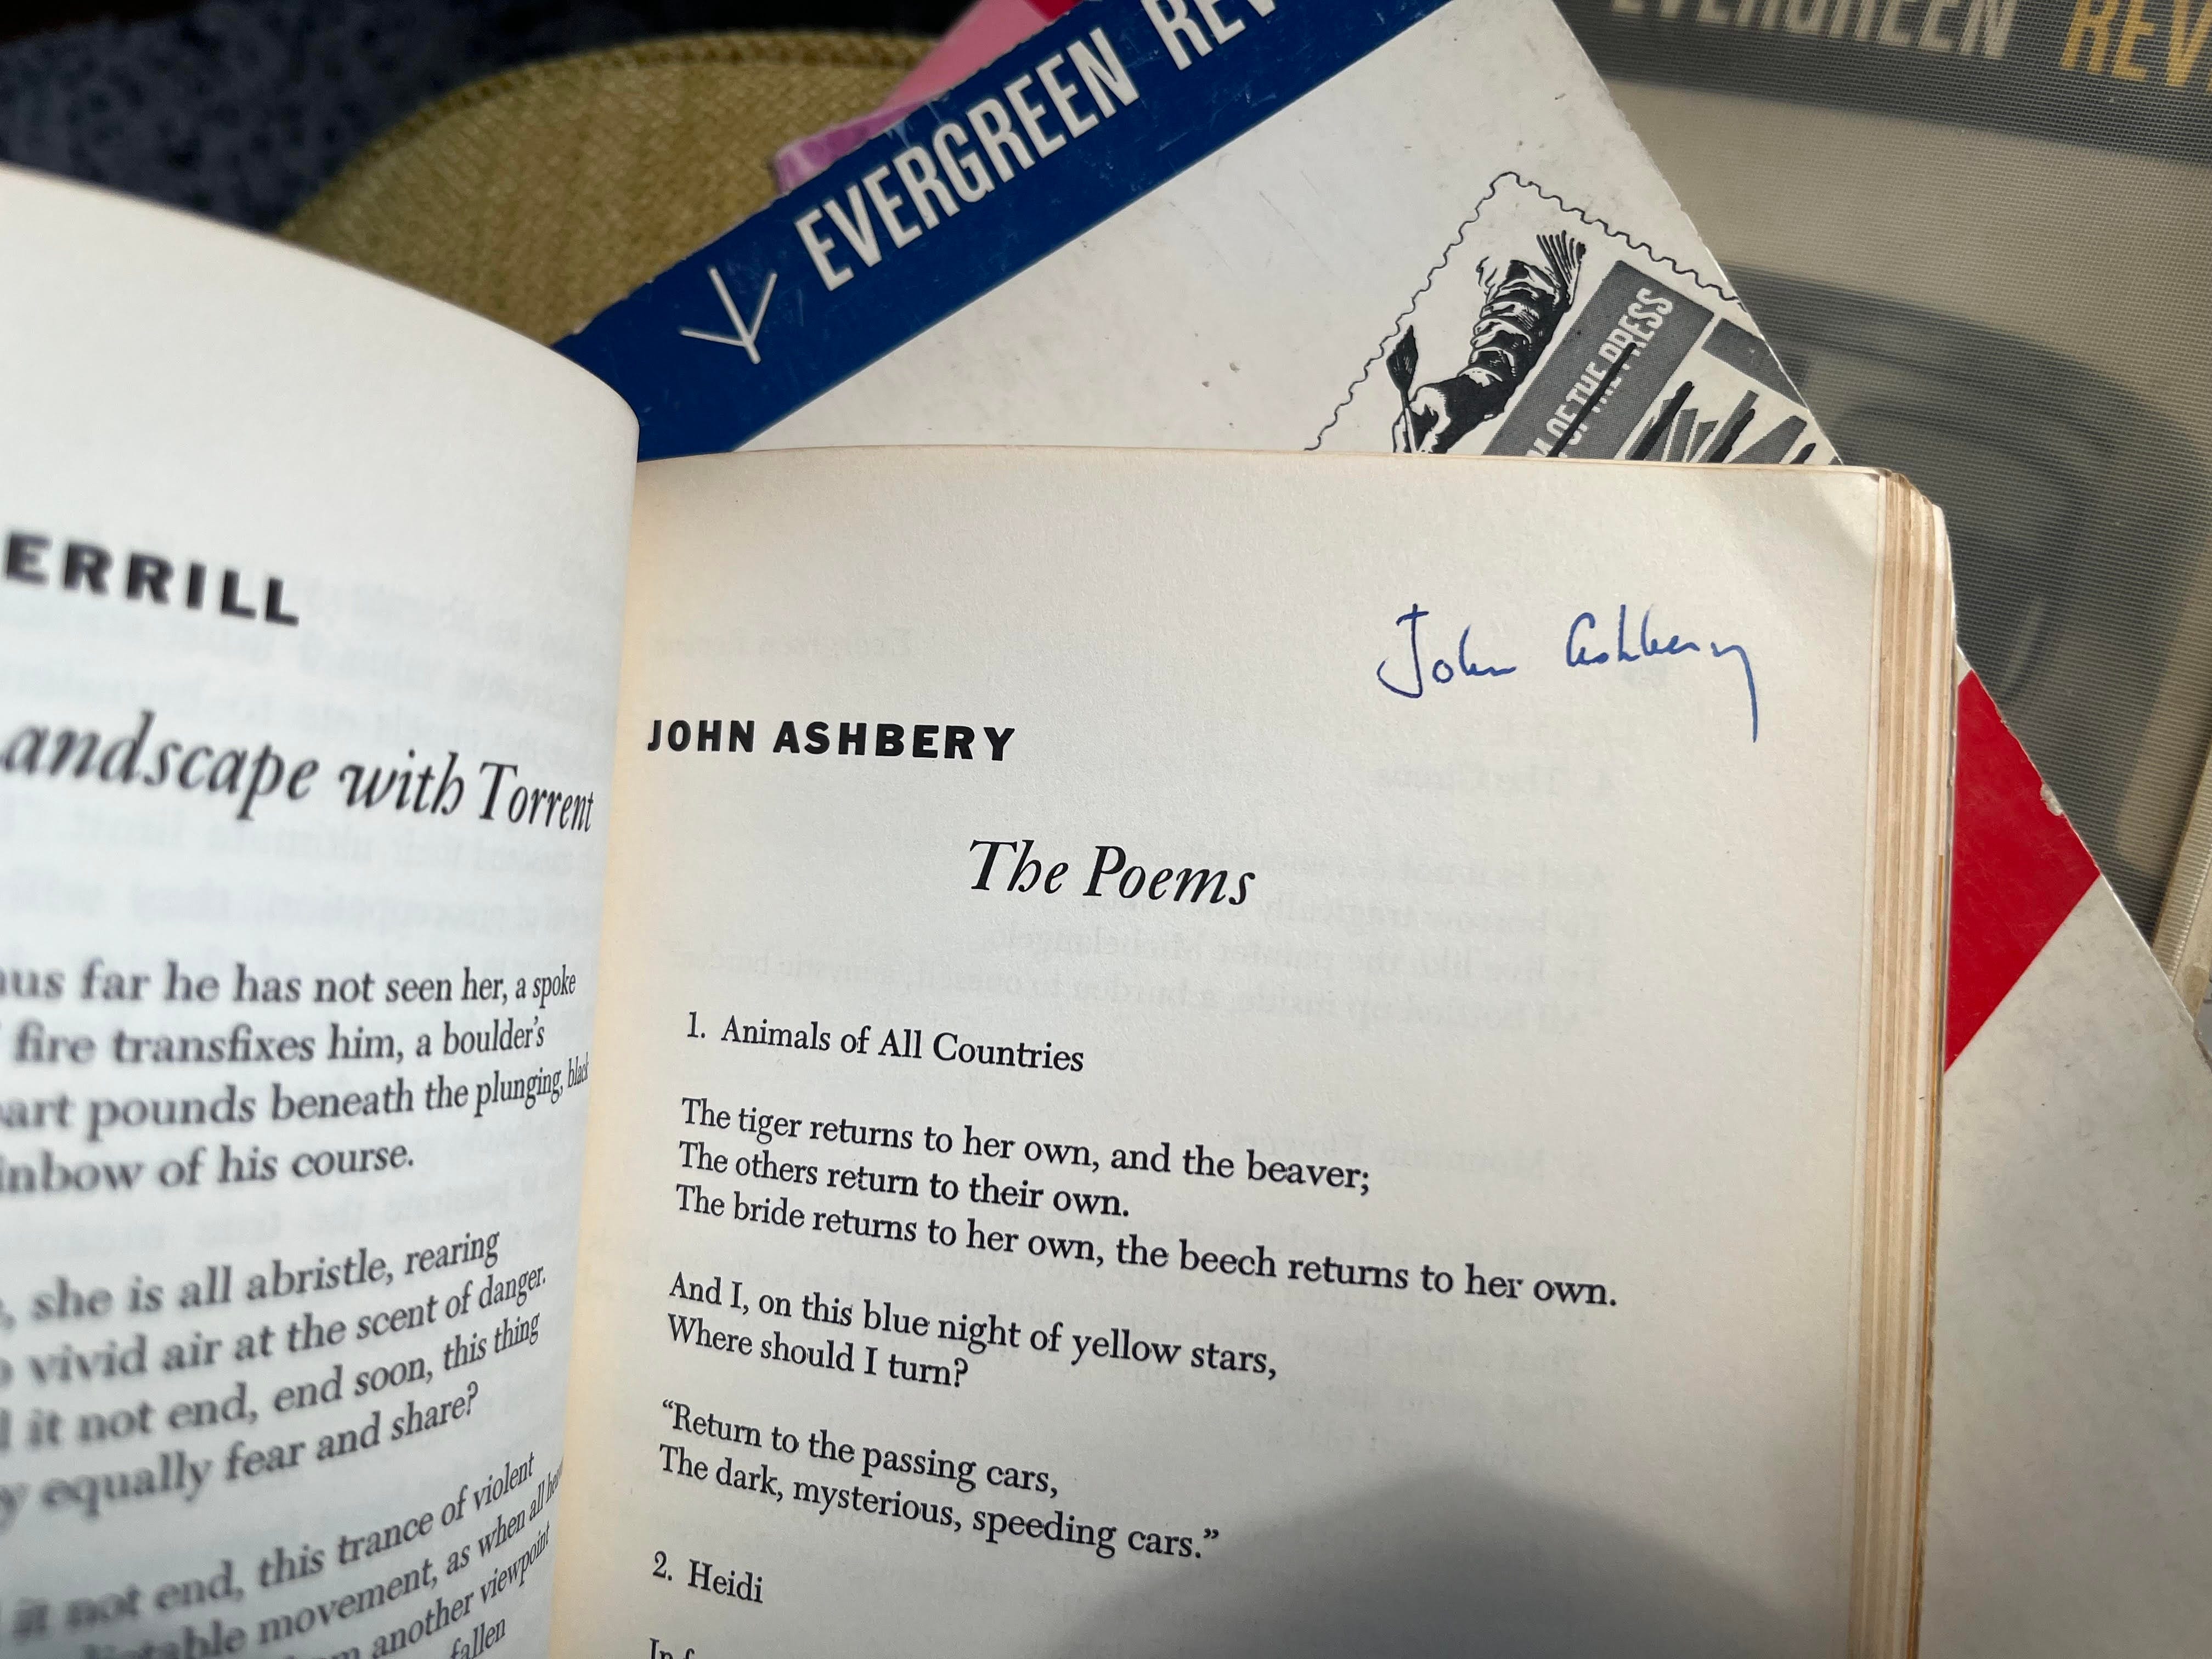 EVERGREEN REV
EVERGREEN REV
OF THE PRESS
ERRILL
andscape with Torrent
us far he has not seen her, a spoke
fire transfixes him, a boulder's
art pounds beneath the plunging, black
inbow of his course.
, she is all abristle, rearing
vivid air at the scent of danger.
it not end, end soon, this thing
y equally fear and share?
it not end, this trance of violent
movement, as when all
another viewpoint
fallen
John Ashbery
JOHN ASHBERY
The Poems
1. Animals of All Countries
The tiger returns to her own, and the beaver;
The others return to their own.
The bride returns to her own, the beech returns to her own.
And I, on this blue night of yellow stars,
Where should I turn?
“Return to the passing cars,
The dark, mysterious, speeding cars.”
2. Heidi